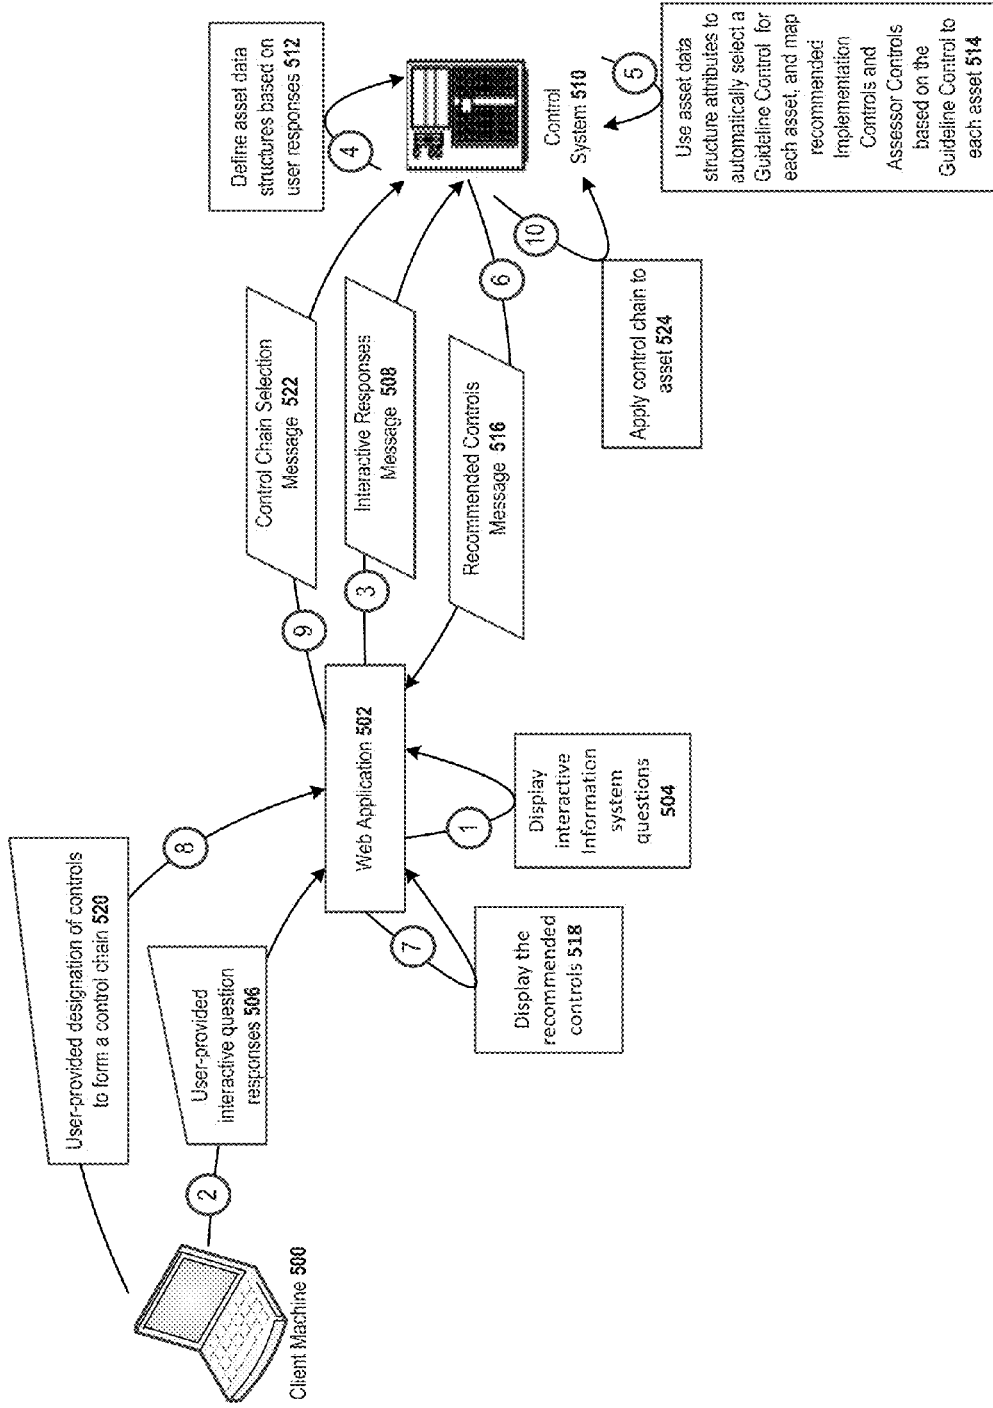 Client Machine 500
User-provided designation of controls
to form a control chain 520
8
2
User-provided
interactive question
responses 506
Web Application 502
7
Display the
recommended
controls 518
1
Display
interactive
Information
system
questions
504
9
Control Chain Selection
Message 522
3
Interactive Responses
Message 508
Recommended Controls
Message 516
6
Define asset data
structures based on
user responses 512
4
Control
System 510
10
Apply control chain to
asset 524
5
Use asset data
structure attributes to
automatically select a
Guideline Control for
each asset, and map
recommended
Implementation
Controls and
Assessor Controls
based on the
Guideline Control to
each asset 514